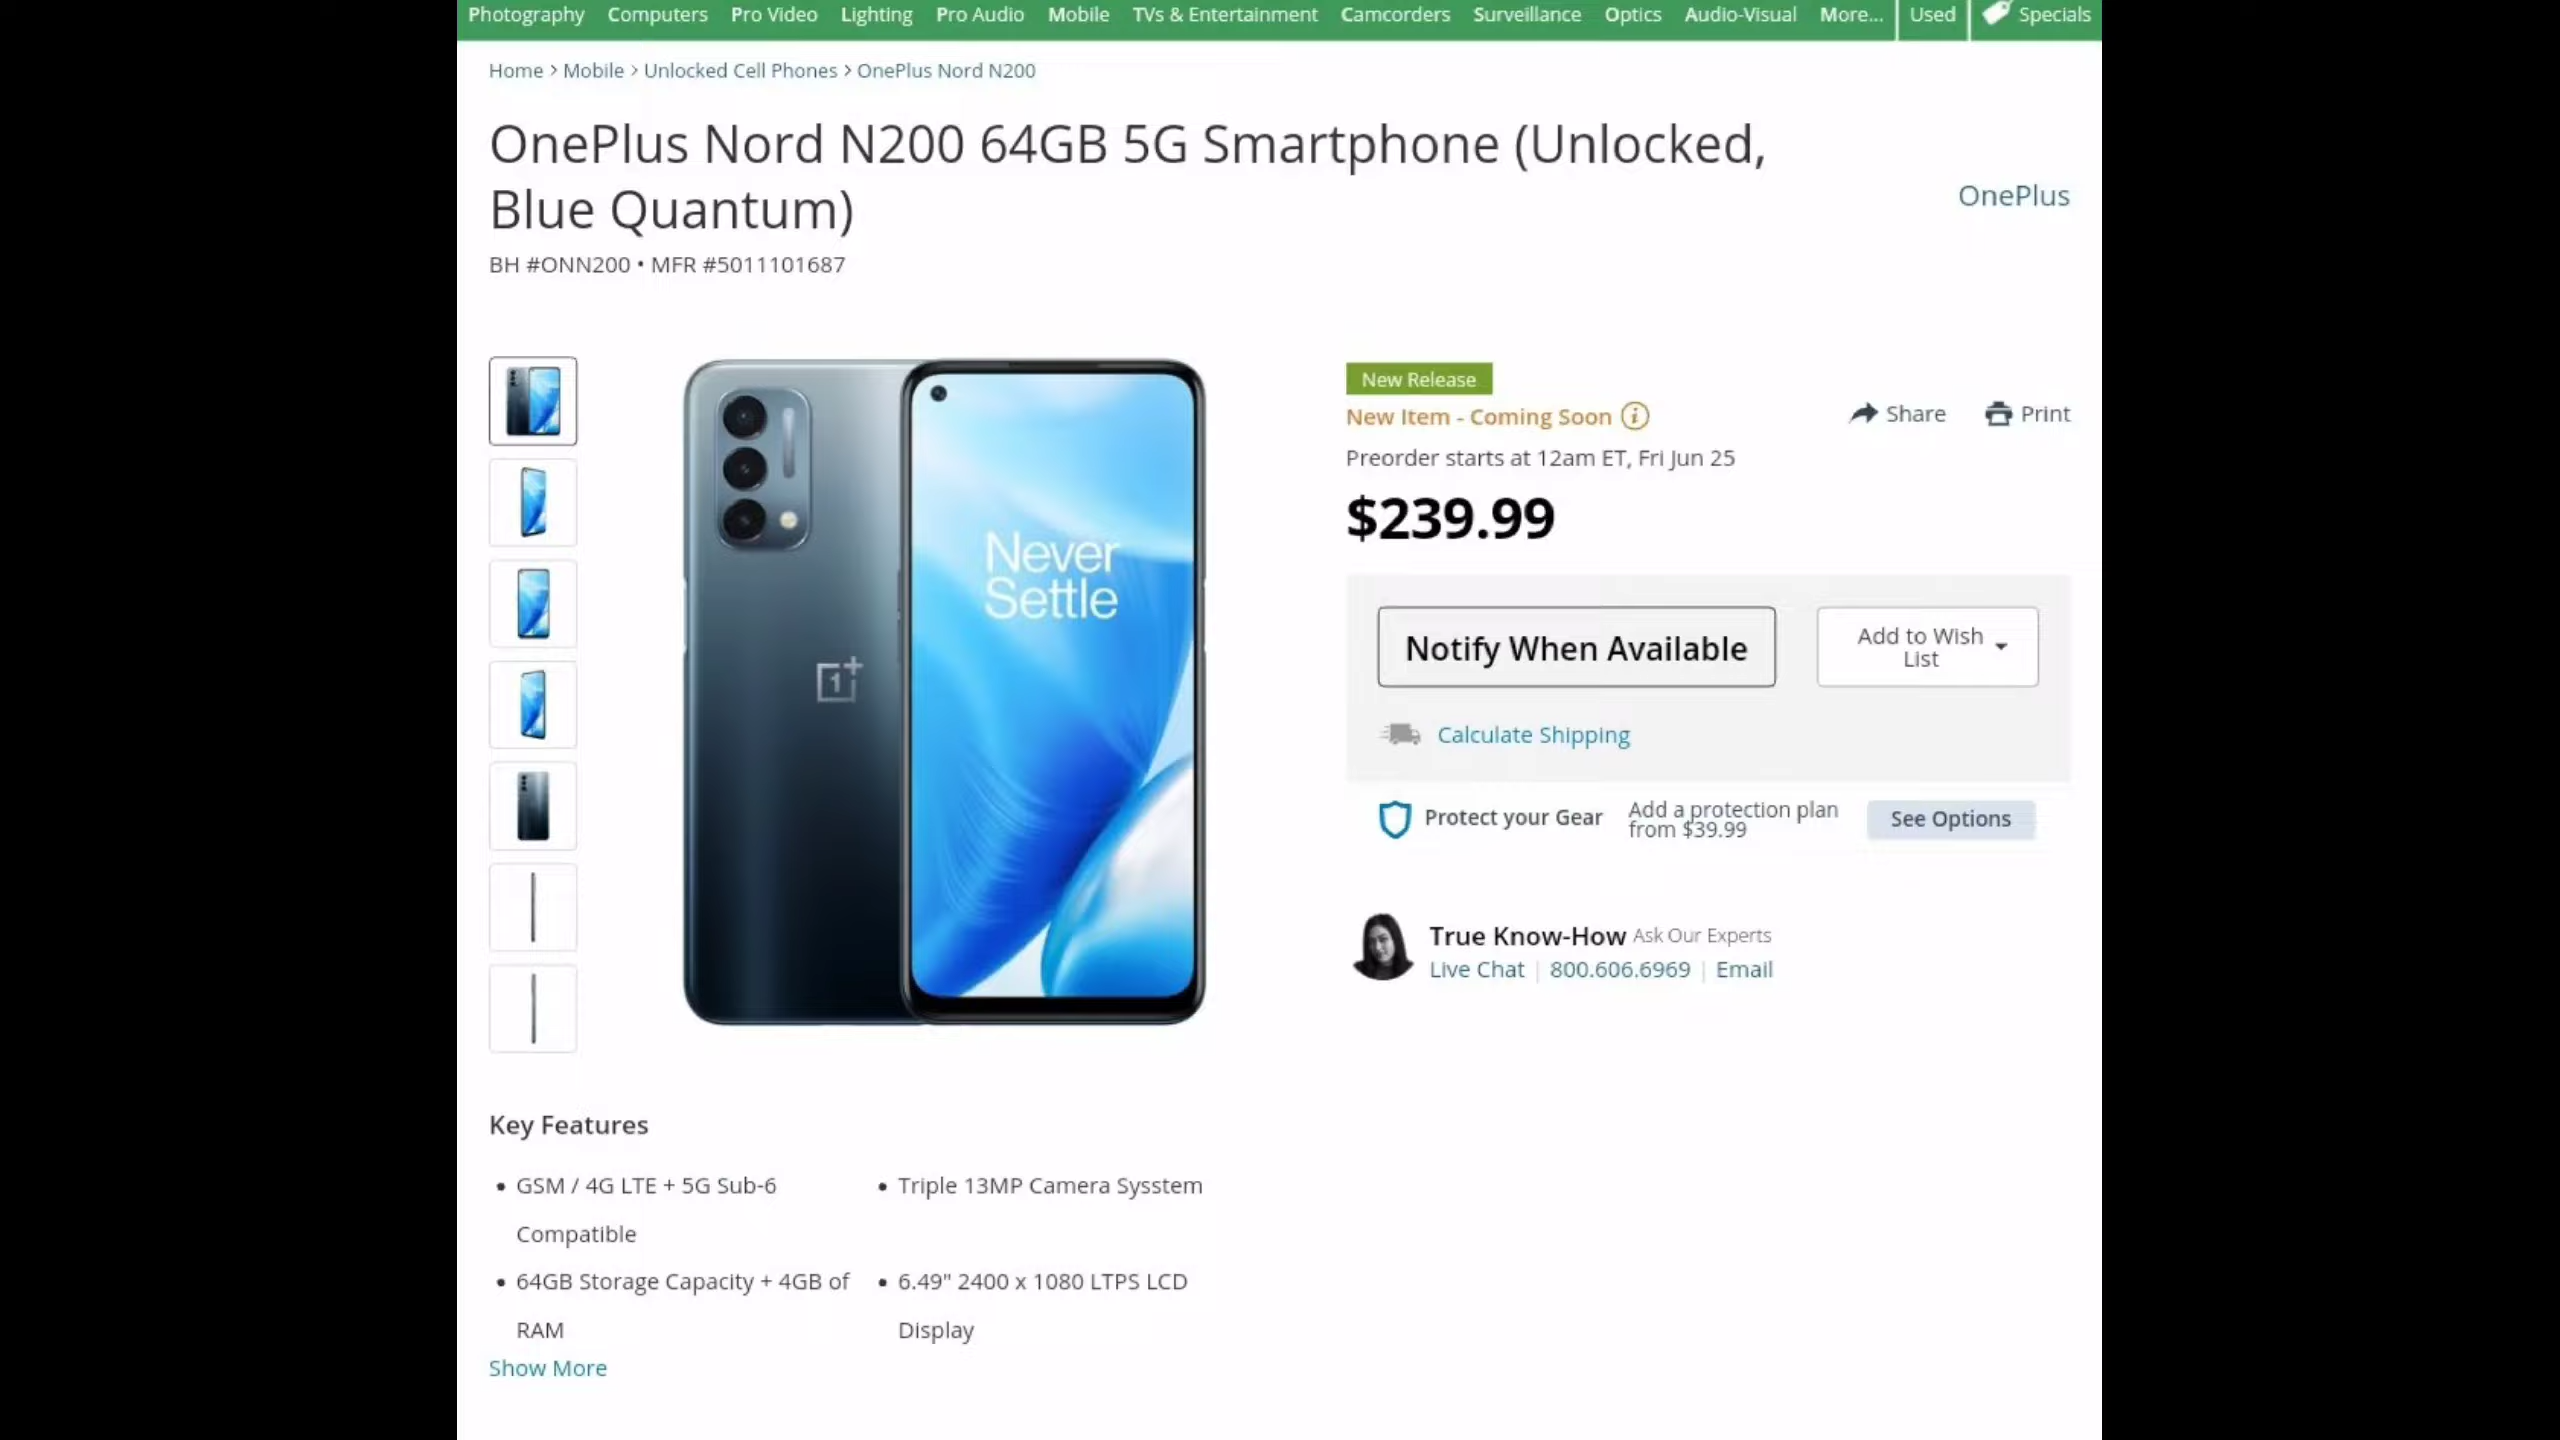 Photography Computers Pro Video Lighting Pro Audio Mobile TVs & Entertainment Camcorders Surveillance Optics Audio-Visual More... Used Specials
Home > Mobile > Unlocked Cell Phones > OnePlus Nord N200
OnePlus Nord N200 64GB 5G Smartphone (Unlocked,
Blue Quantum)
OnePlus
BH #ONN200 • MFR #5011101687
New Release
New Item - Coming Soon
Share Print
Preorder starts at 12am ET, Fri Jun 25
$239.99
Never
Settle
Notify When Available
Add to Wish
List
Calculate Shipping
Protect your Gear
Add a protection plan
from $39.99
See Options
True Know-How Ask Our Experts
Live Chat | 800.606.6969 | Email
Key Features
• GSM / 4G LTE + 5G Sub-6
Compatible
• Triple 13MP Camera Sysstem
• 64GB Storage Capacity + 4GB of
RAM
• 6.49" 2400 x 1080 LTPS LCD
Display
Show More